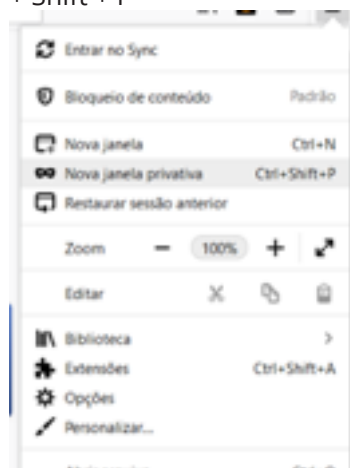 + Shift + P
Entrar no Sync
Bloqueio de conteúdo Padrão
Nova janela Ctrl+N
Nova janela privativa Ctrl+Shift+P
Restaurar sessão anterior
Zoom − 100% +
Editar
Biblioteca >
Extensões Ctrl+Shift+A
Opções
Personalizar...